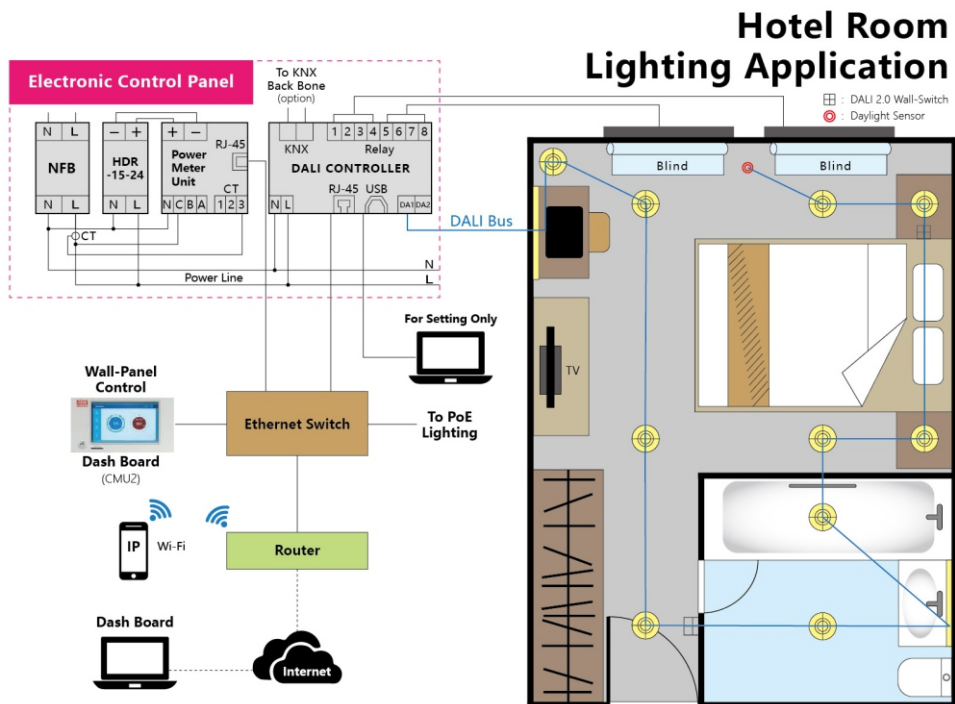 Hotel Room
Lighting Application
: DALI 2.0 Wall-Switch
: Daylight Sensor
Electronic Control Panel
To KNX
Back Bone
(option)
N L
NFB
N L
− +
HDR
-15-24
N L
+ −
Power
Meter
Unit
RJ-45
CT
N C B A 1 2 3
KNX
1 2 3 4 5 6 7 8
Relay
DALI CONTROLLER
RJ-45 USB
N L
DA1 DA2
CT
Power Line
N
L
DALI Bus
Blind
Blind
TV
For Setting Only
Wall-Panel
Control
Dash Board
(CMU2)
Ethernet Switch
To PoE
Lighting
IP
Wi-Fi
Router
Dash Board
Internet